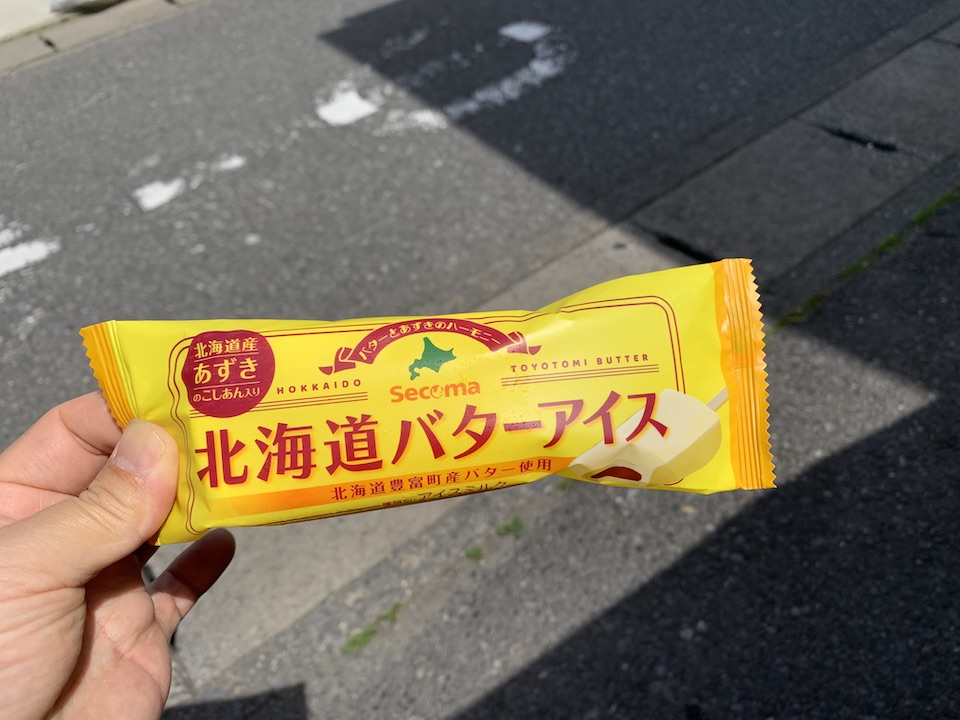 北海道産
あずき
のこしあん入り
バターとあずきのハーモニー
HOKKAIDO
Secoma
TOYOTOMI BUTTER
北海道バターアイス
北海道豊富町産バター使用
アイスミルク